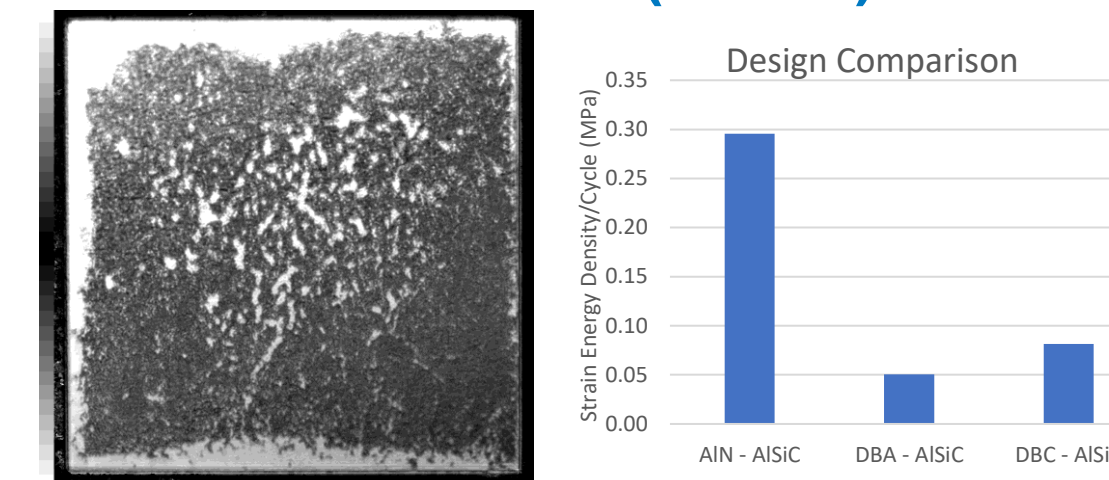 Design Comparison
Strain Energy Density/Cycle (MPa)
0.35
0.30
0.25
0.20
0.15
0.10
0.05
0.00
AlN - AlSiC
DBA - AlSiC
DBC - AlSi